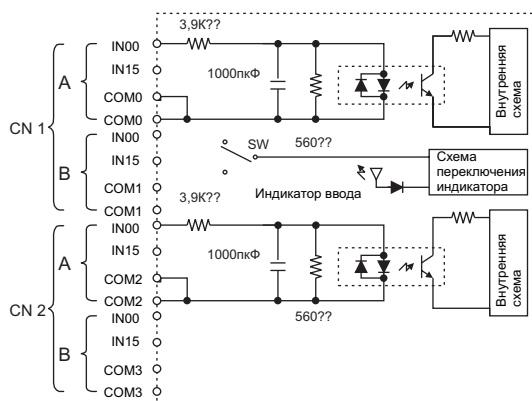 3,9K??
IN00
1000пкФ
IN15
A
COM0
COM0
Внутренняя
схема
CN 1
IN00
560??
SW
IN15
B
Схема
переключения
индикатора
COM1
Индикатор ввода
COM1
3,9K??
IN00
1000пкФ
IN15
A
COM2
COM2
Внутренняя
схема
CN 2
IN00
560??
IN15
B
COM3
COM3